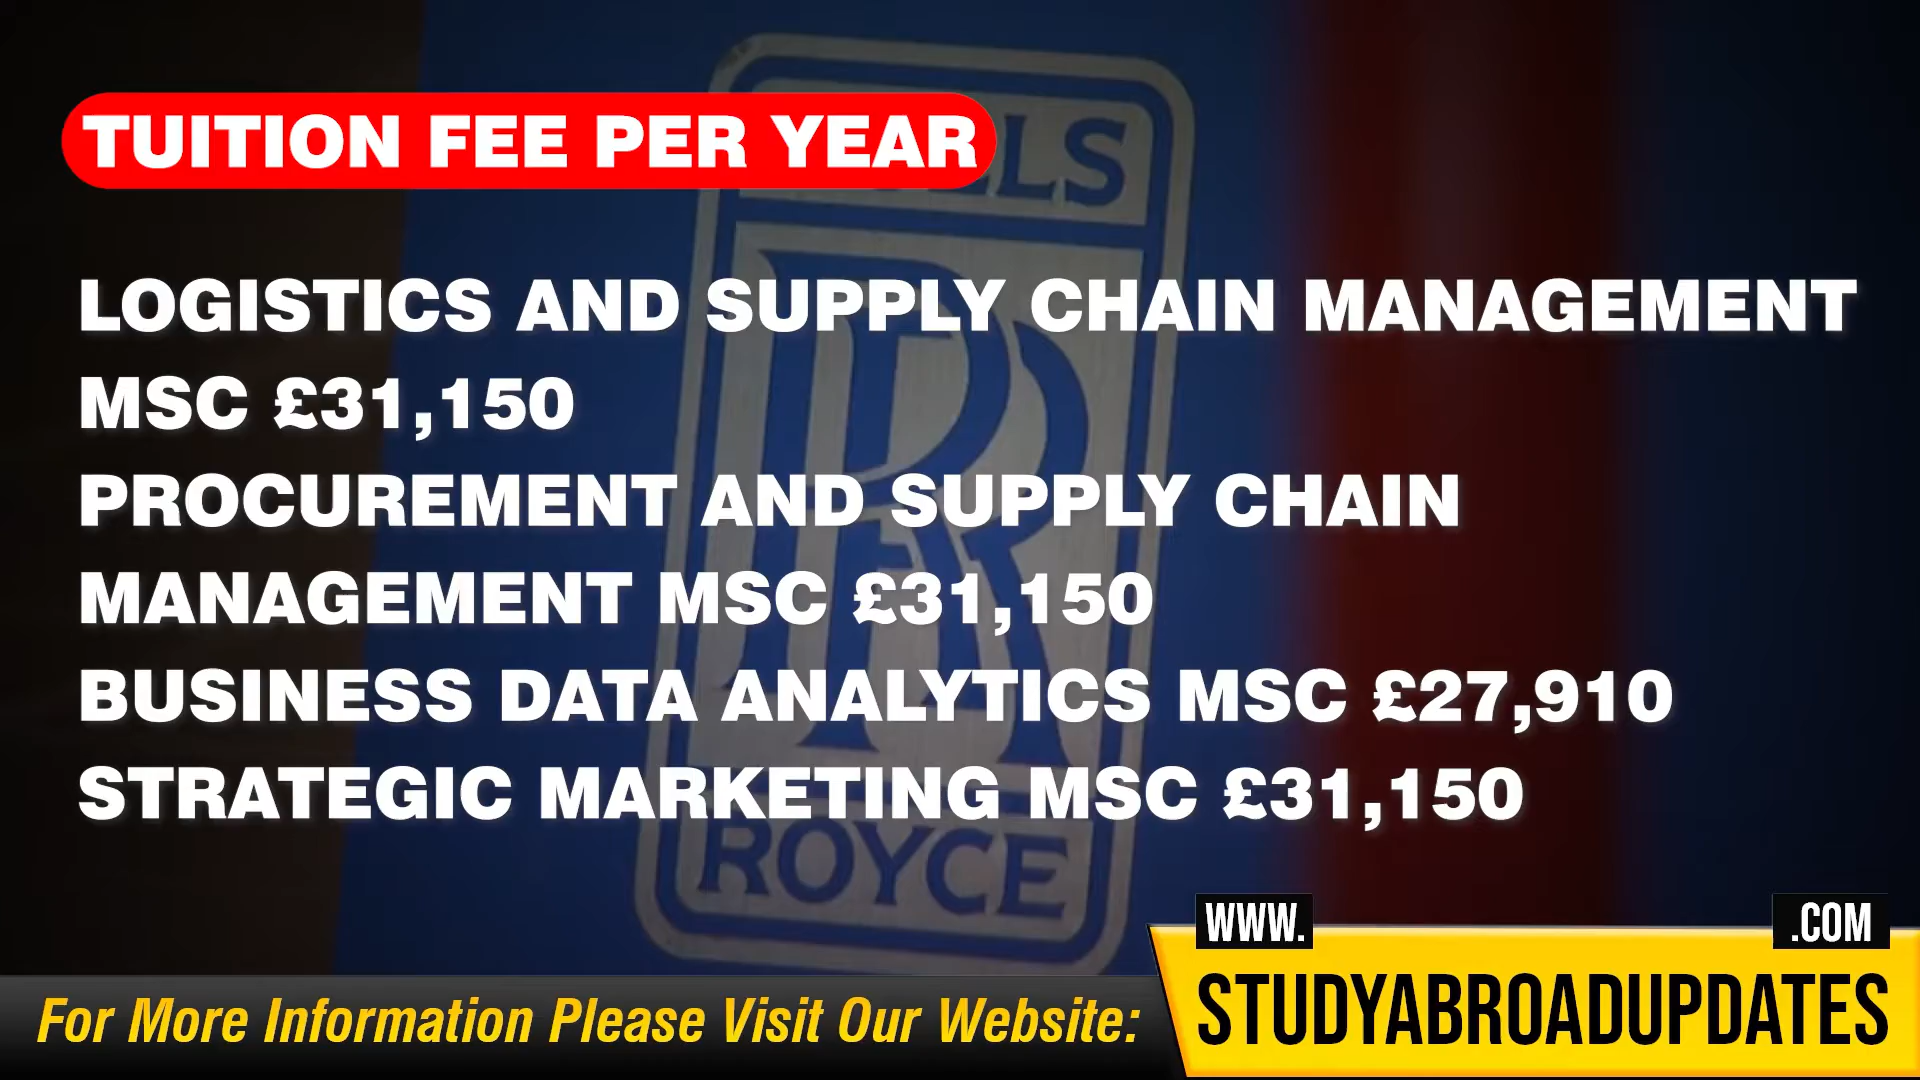 TUITION FEE PER YEAR
LLS
LOGISTICS AND SUPPLY CHAIN MANAGEMENT
MSC £31,150
PROCUREMENT AND SUPPLY CHAIN
MANAGEMENT MSC £31,150
BUSINESS DATA ANALYTICS MSC £27,910
STRATEGIC MARKETING MSC £31,150
RR
ROYCE
WWW.
.COM
For More Information Please Visit Our Website:
STUDYABROADUPDATES